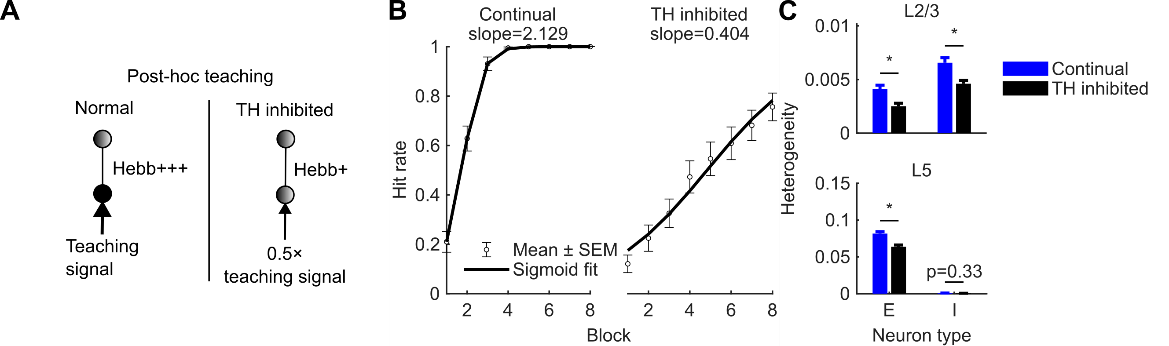 A
Post-hoc teaching
Normal
TH inhibited
Hebb+++
Hebb+
Teaching
signal
0.5×
teaching signal
B
Continual
slope=2.129
TH inhibited
slope=0.404
Hit rate
1
0.8
0.6
0.4
0.2
0
Mean ± SEM
Sigmoid fit
2 4 6 8
2 4 6 8
Block
C
L2/3
Heterogeneity
0.01
0.005
0
*
*
Continual
TH inhibited
L5
0.15
0.1
0.05
0
*
p=0.33
E I
Neuron type